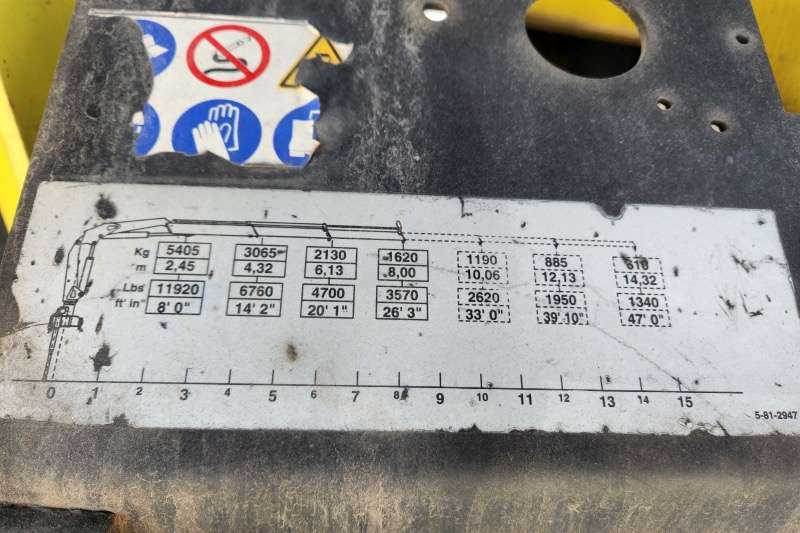 Kg 5405 3065 2130 1620 1190 885 610
m 2,45 4,32 6,13 8,00 10,06 12,13 14,32
Lbs 11920 6760 4700 3570 2620 1950 1340
ft' in" 8' 0" 14' 2" 20' 1" 26' 3" 33' 0" 39' 10" 47' 0"
0 1 2 3 4 5 6 7 8 9 10 11 12 13 14 15
5-81-2947